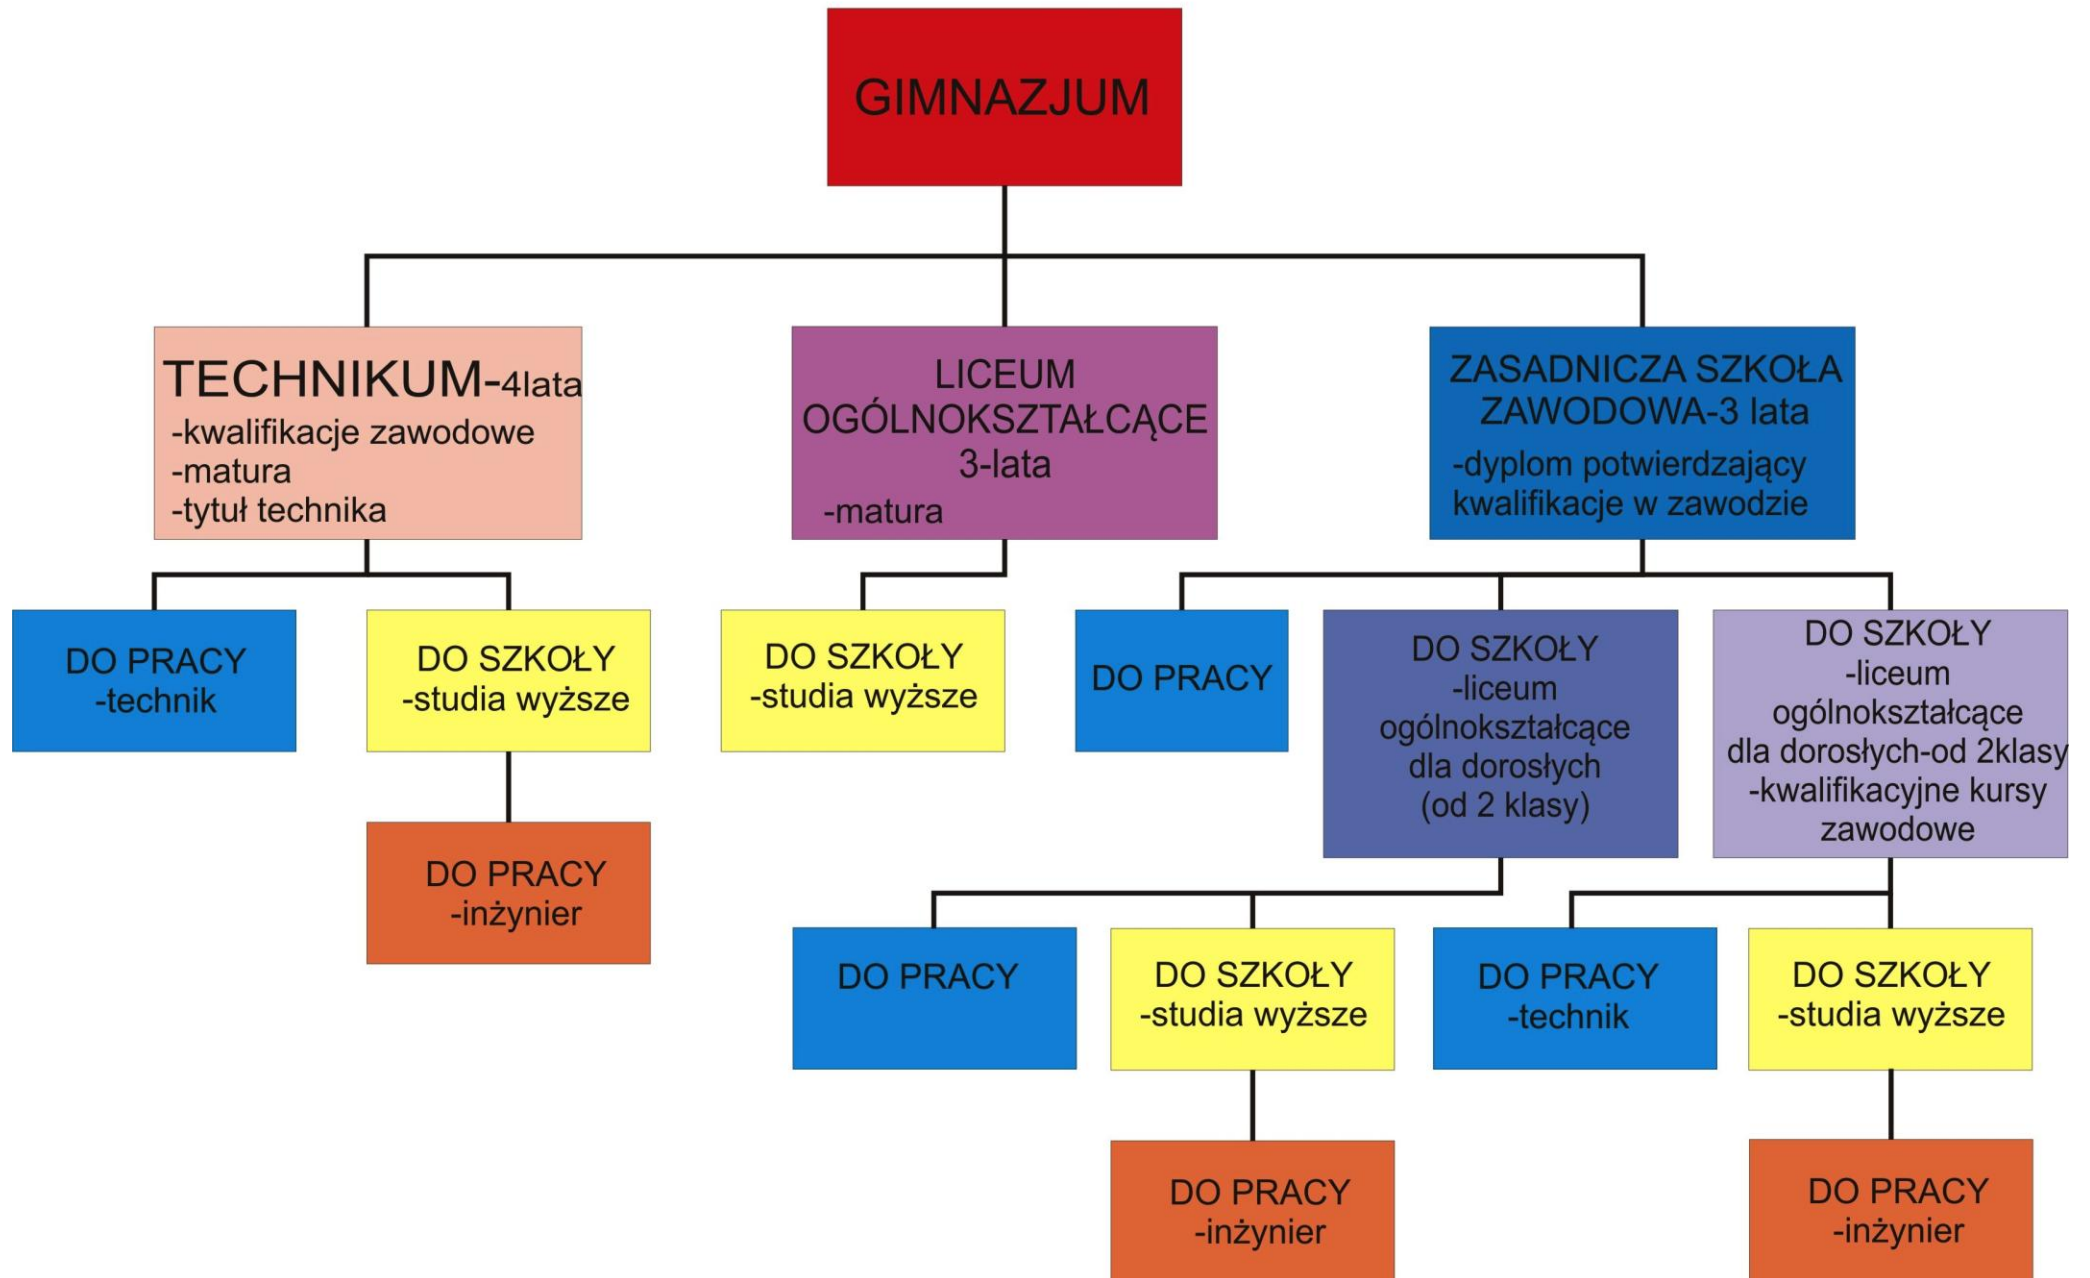 GIMNAZJUM
TECHNIKUM-4lata
-kwalifikacje zawodowe
-matura
-tytuł technika
LICEUM
OGÓLNOKSZTAŁCĄCE
3-lata
-matura
ZASADNICZA SZKOŁA
ZAWODOWA-3 lata
-dyplom potwierdzający
kwalifikacje w zawodzie
DO PRACY
-technik
DO SZKOŁY
-studia wyższe
DO SZKOŁY
-studia wyższe
DO PRACY
DO SZKOŁY
-liceum
ogólnokształcące
dla dorosłych
(od 2 klasy)
DO SZKOŁY
-liceum
ogólnokształcące
dla dorosłych-od 2klasy
-kwalifikacyjne kursy
zawodowe
DO PRACY
-inżynier
DO PRACY
DO SZKOŁY
-studia wyższe
DO PRACY
-technik
DO SZKOŁY
-studia wyższe
DO PRACY
-inżynier
DO PRACY
-inżynier